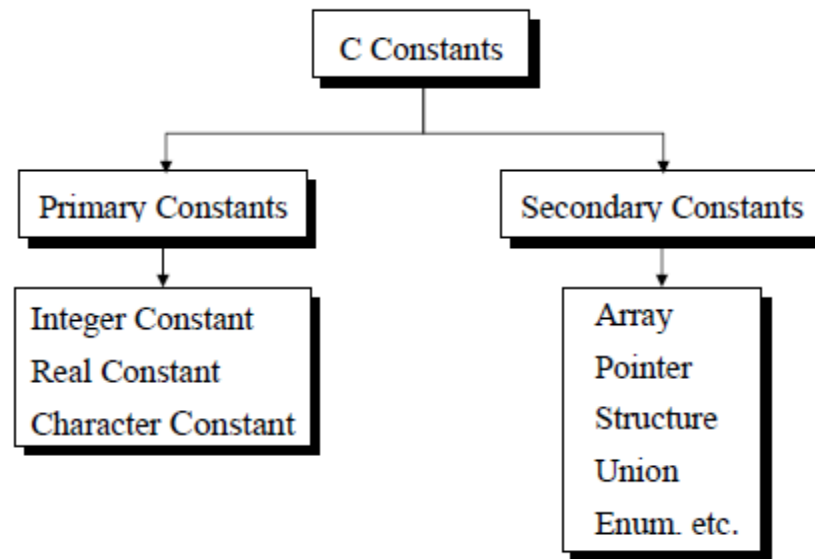 C Constants
Primary Constants
Secondary Constants
Integer Constant
Real Constant
Character Constant
Array
Pointer
Structure
Union
Enum. etc.